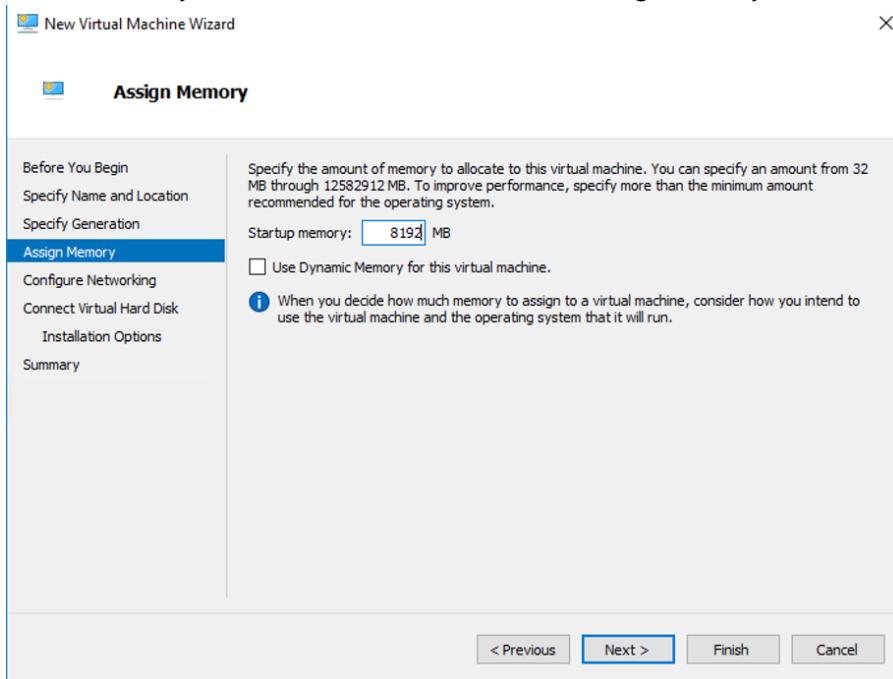 New Virtual Machine Wizard
Assign Memory
Before You Begin
Specify Name and Location
Specify Generation
Assign Memory
Configure Networking
Connect Virtual Hard Disk
Installation Options
Summary
Specify the amount of memory to allocate to this virtual machine. You can specify an amount from 32
MB through 12582912 MB. To improve performance, specify more than the minimum amount
recommended for the operating system.
Startup memory: 8192 MB
Use Dynamic Memory for this virtual machine.
When you decide how much memory to assign to a virtual machine, consider how you intend to
use the virtual machine and the operating system that it will run.
< Previous Next > Finish Cancel